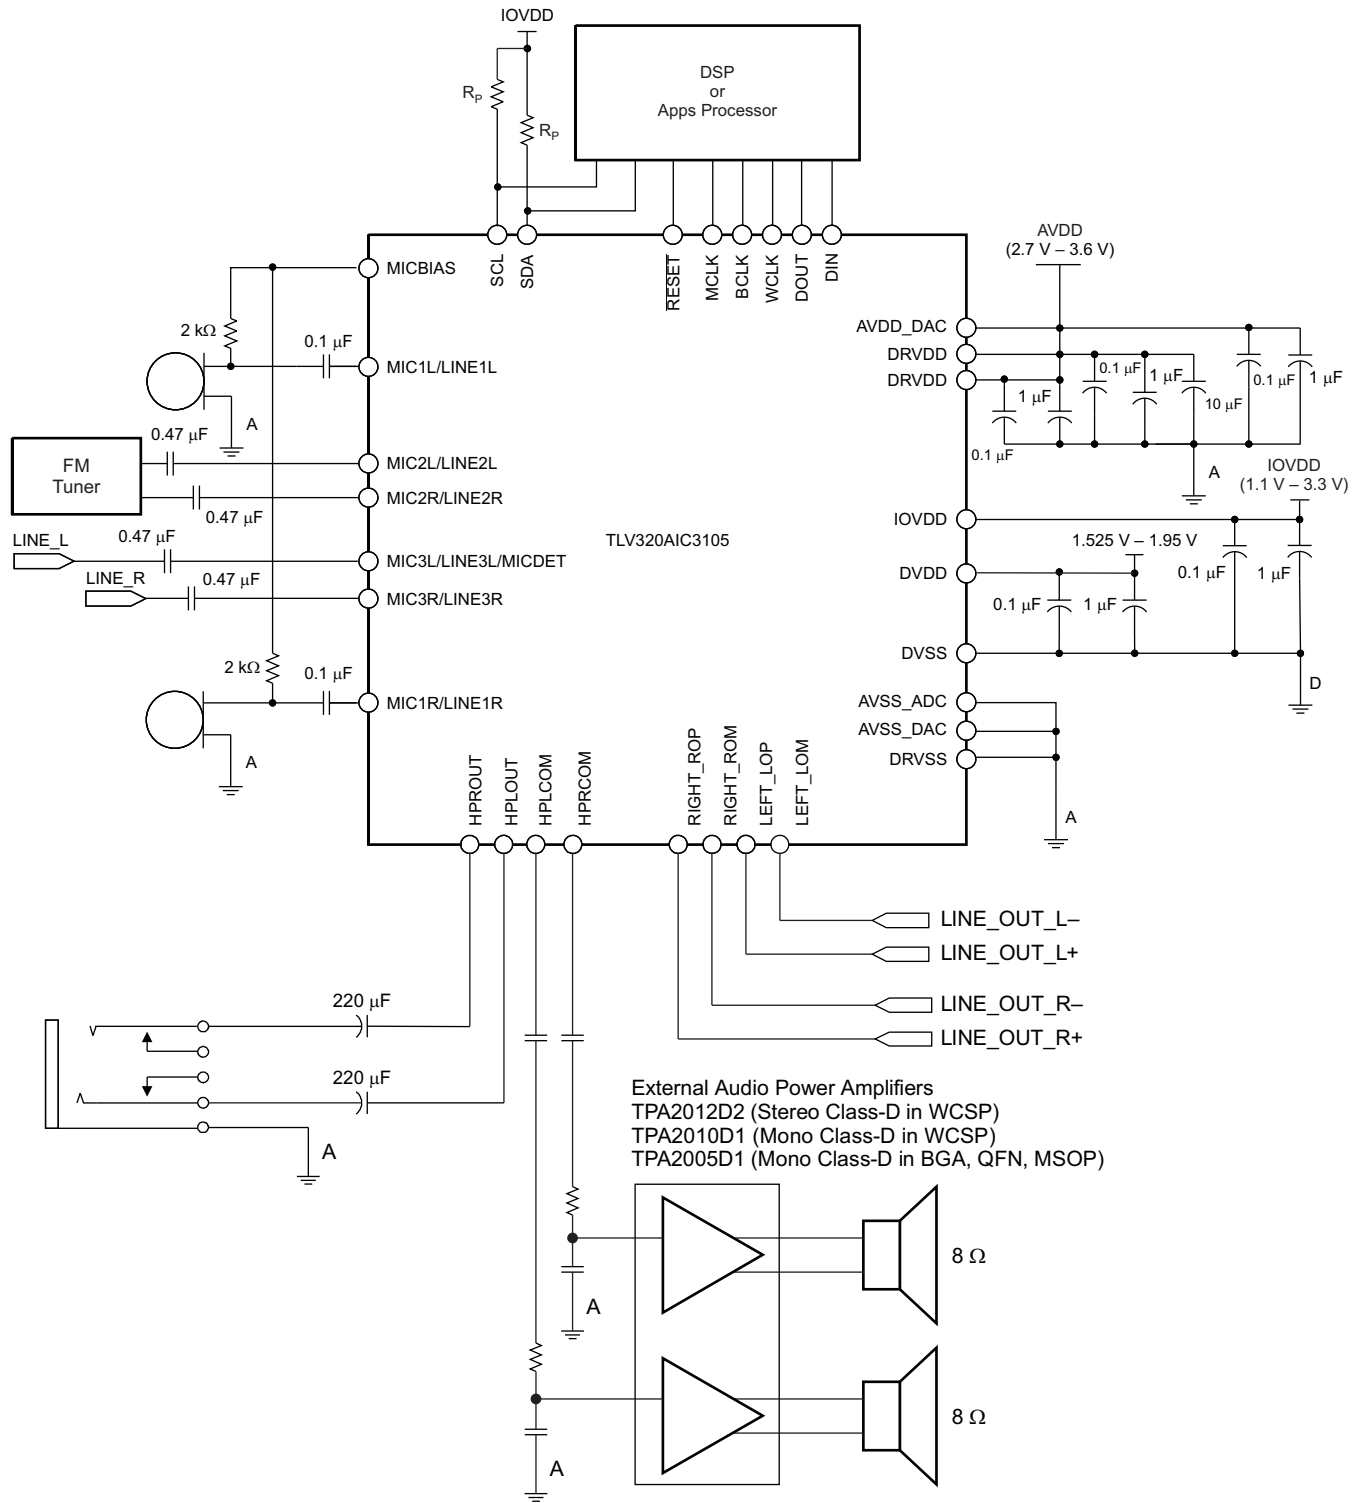 IOVDD
DSP
or
Apps Processor
RP
RP
SCL
SDA
RESET
MCLK
BCLK
WCLK
DOUT
DIN
AVDD
(2.7 V – 3.6 V)
MICBIAS
2 kΩ
0.1 μF
MIC1L/LINE1L
A
AVDD_DAC
DRVDD
DRVDD
0.1 μF
1 μF
1 μF
10 μF
0.1 μF
1 μF
0.1 μF
A
FM
Tuner
0.47 μF
MIC2L/LINE2L
0.47 μF
MIC2R/LINE2R
LINE_L
0.47 μF
MIC3L/LINE3L/MICDET
LINE_R
0.47 μF
MIC3R/LINE3R
TLV320AIC3105
IOVDD
(1.1 V – 3.3 V)
IOVDD
1.525 V – 1.95 V
DVDD
0.1 μF
1 μF
0.1 μF
1 μF
DVSS
D
2 kΩ
0.1 μF
MIC1R/LINE1R
A
AVSS_ADC
AVSS_DAC
DRVSS
A
HPROUT
HPLOUT
HPLCOM
HPRCOM
RIGHT_ROP
RIGHT_ROM
LEFT_LOP
LEFT_LOM
LINE_OUT_L–
LINE_OUT_L+
LINE_OUT_R–
LINE_OUT_R+
220 μF
220 μF
A
External Audio Power Amplifiers
TPA2012D2 (Stereo Class-D in WCSP)
TPA2010D1 (Mono Class-D in WCSP)
TPA2005D1 (Mono Class-D in BGA, QFN, MSOP)
8 Ω
A
8 Ω
A